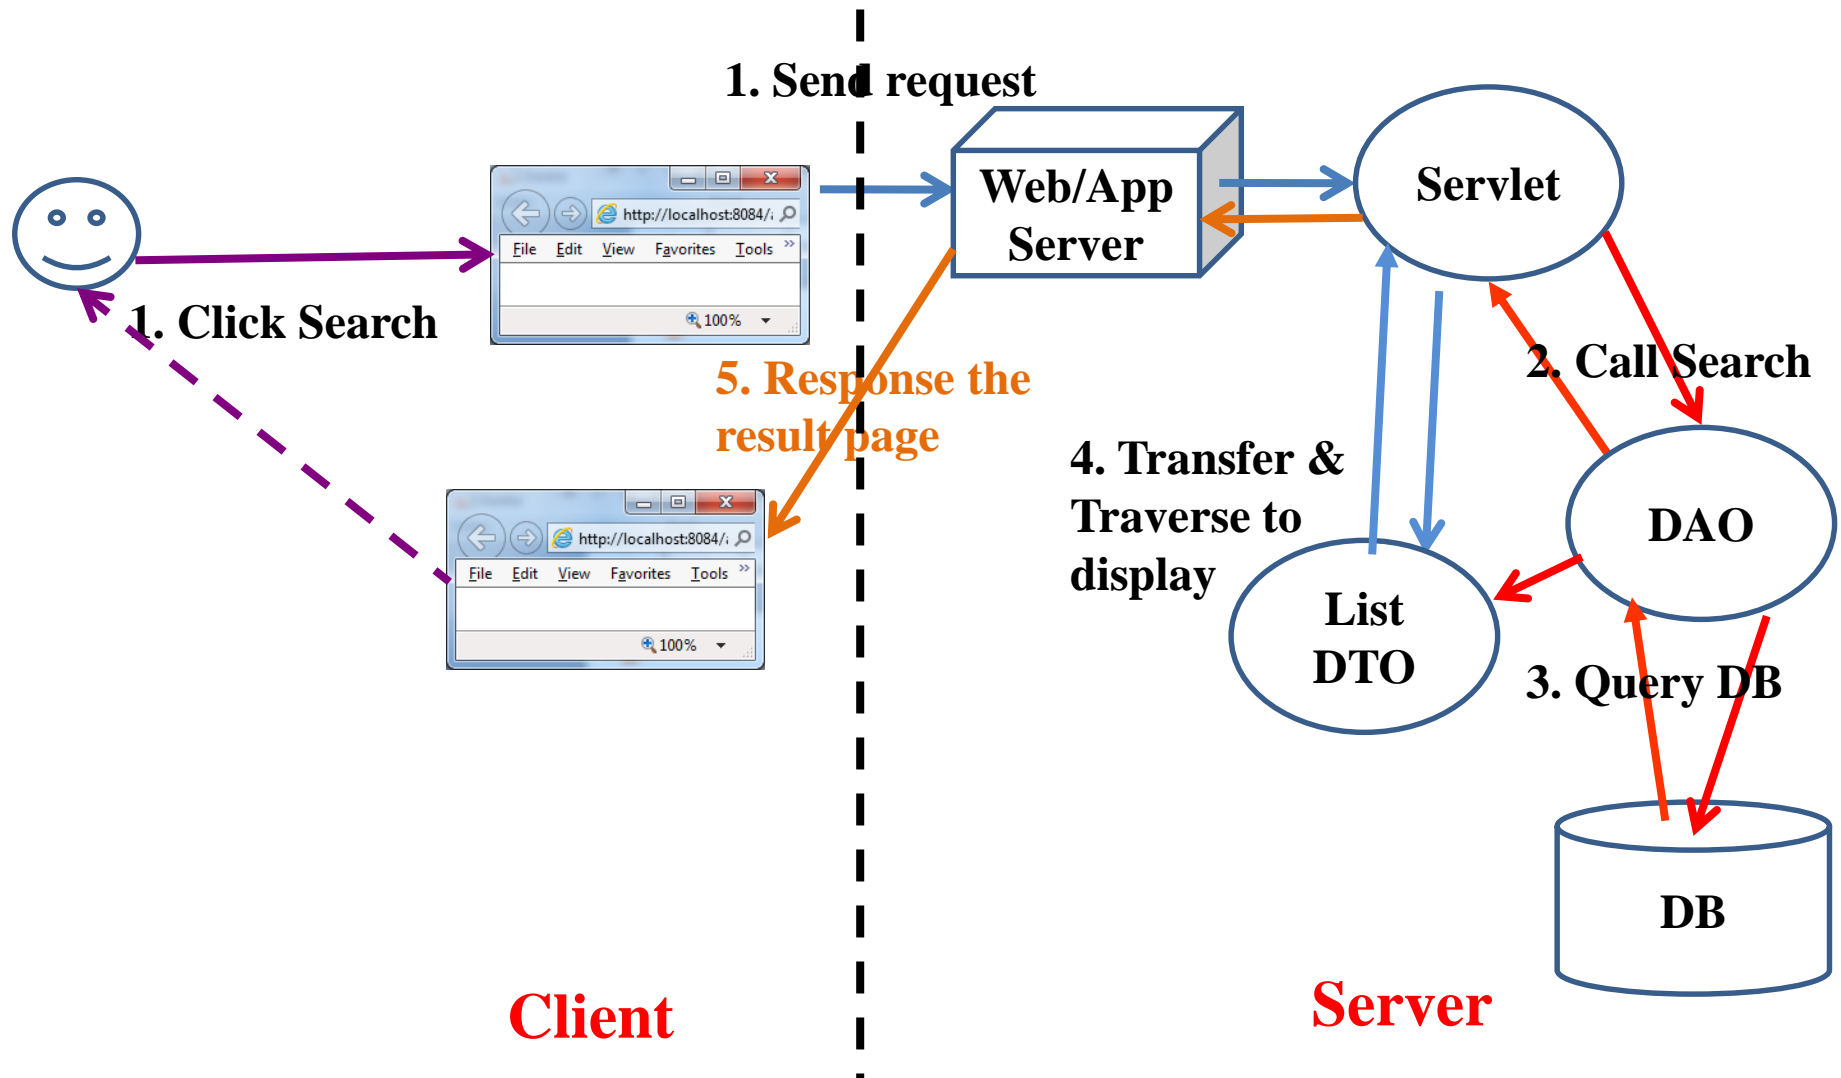 1. Send request
Web/App
Server
Servlet
http://localhost:8084/
File Edit View Favorites Tools »
100%
1. Click Search
5. Response the
result page
2. Call Search
4. Transfer &
Traverse to
display
DAO
http://localhost:8084/
File Edit View Favorites Tools »
100%
List
DTO
3. Query DB
DB
Client
Server